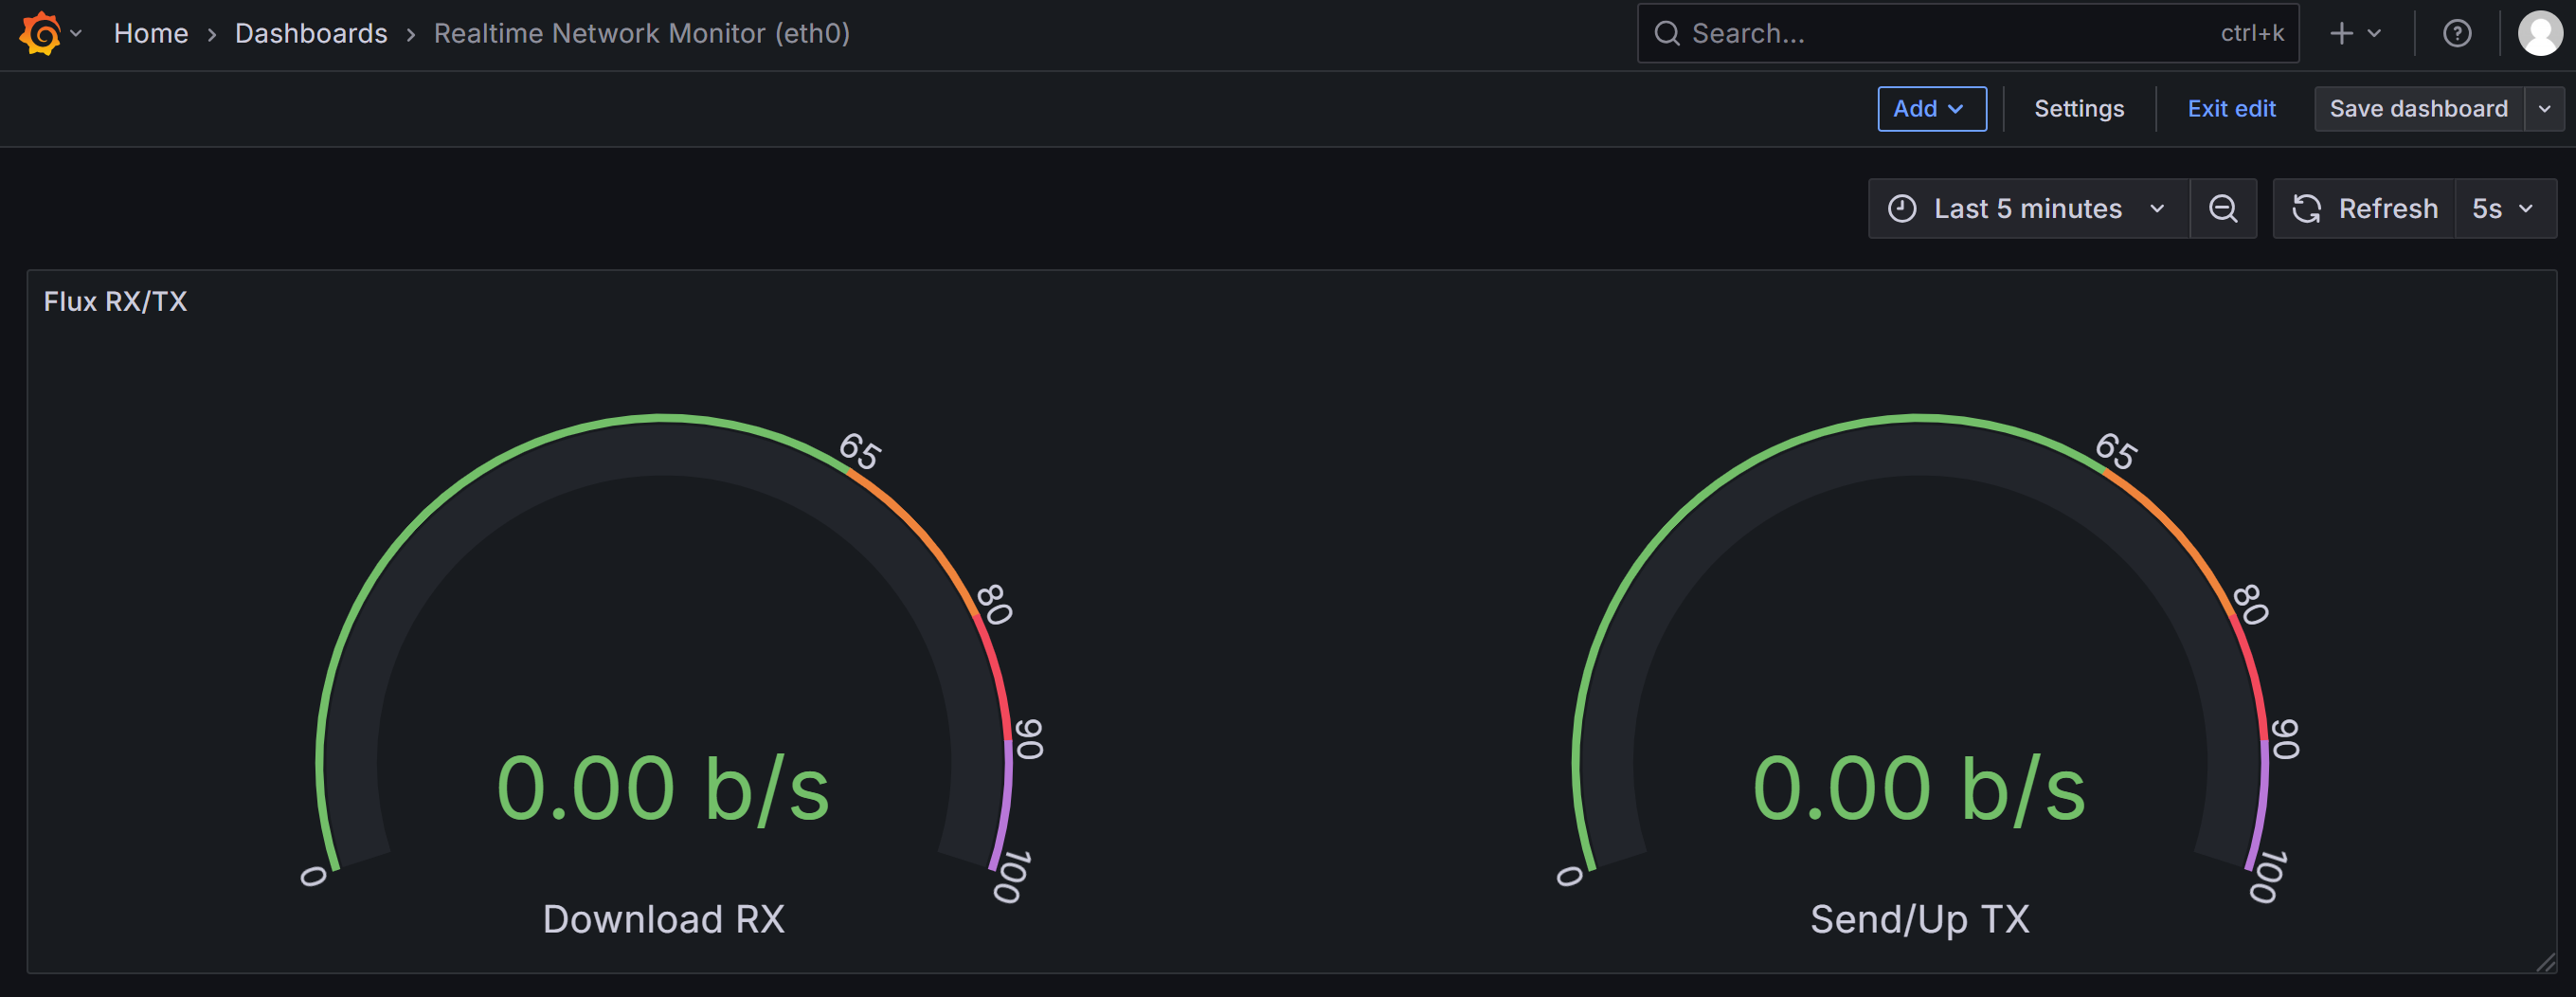 Home › Dashboards › Realtime Network Monitor (eth0)
Search... ctrl+k
Add
Settings
Exit edit
Save dashboard
Last 5 minutes
Refresh
5s
Flux RX/TX
0
65
80
90
100
0.00 b/s
Download RX
0
65
80
90
100
0.00 b/s
Send/Up TX